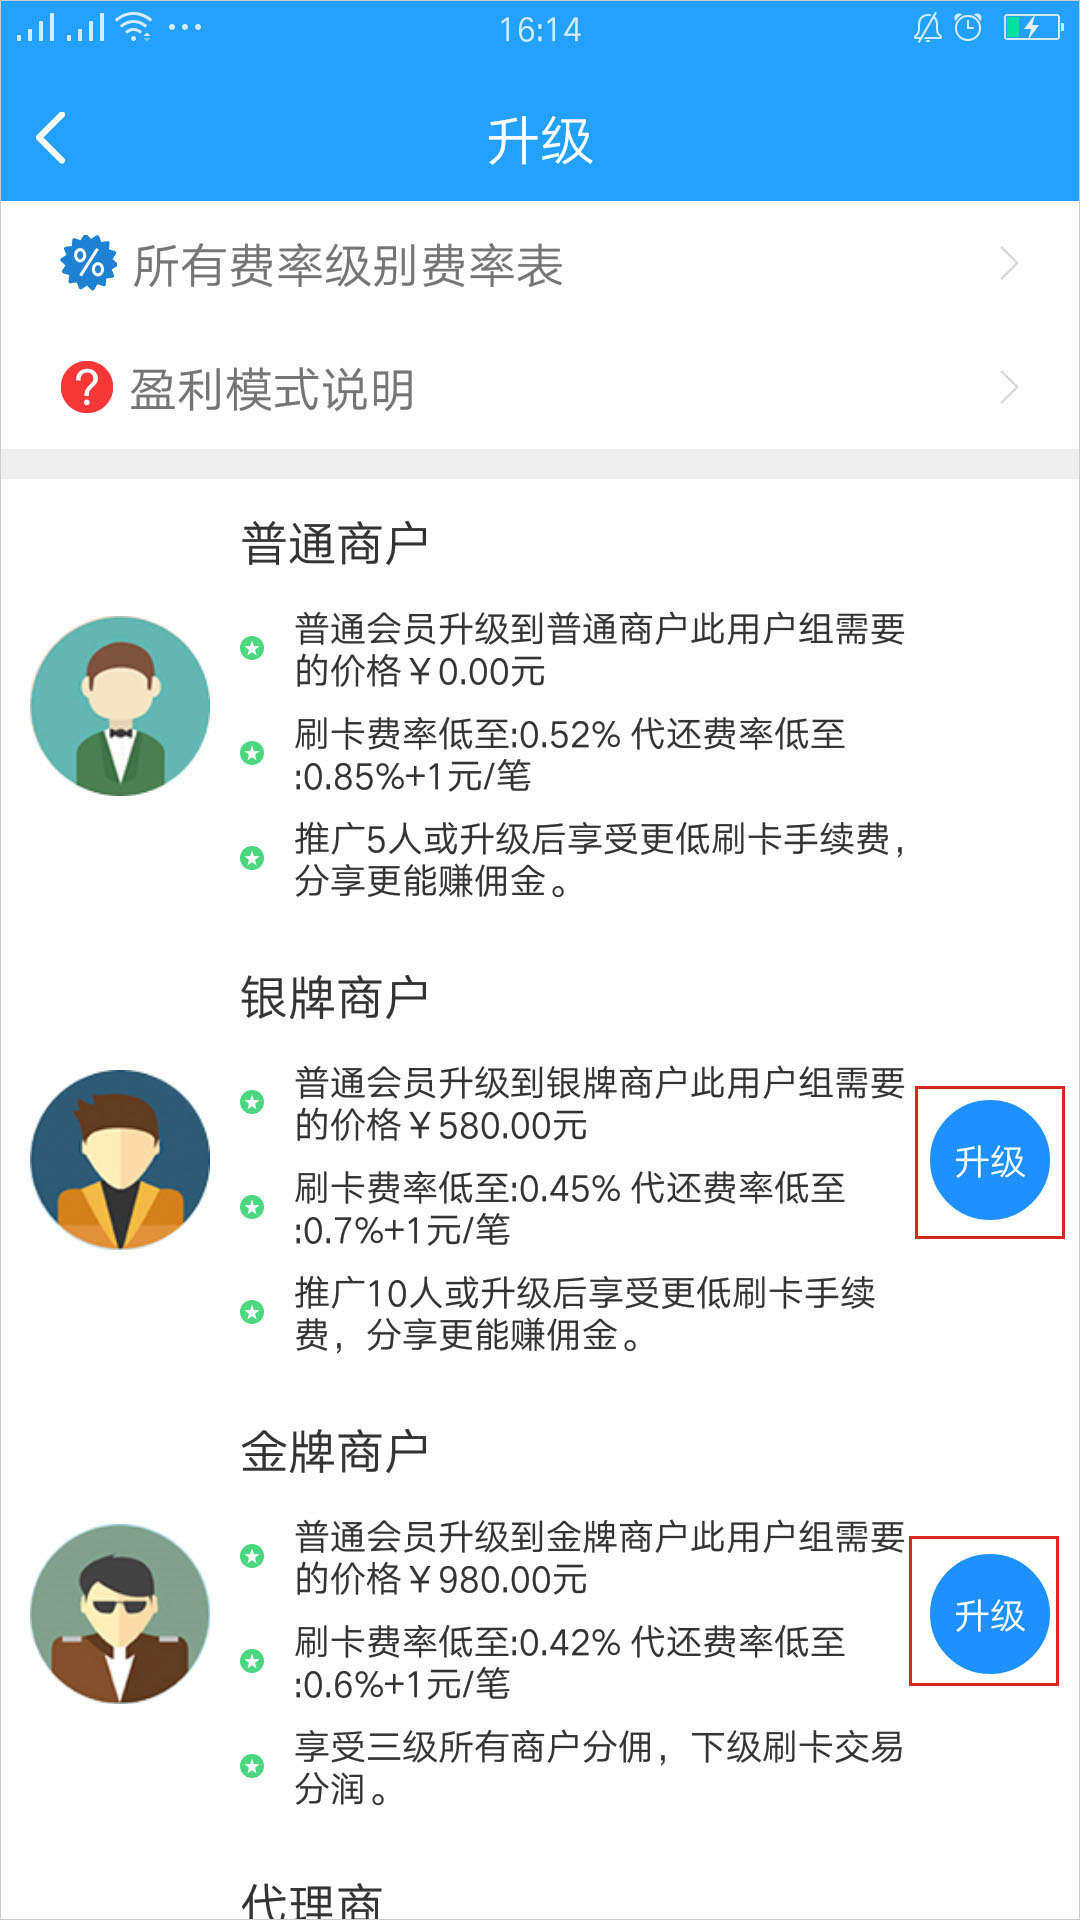 16:14
升级
所有费率级别费率表
盈利模式说明
普通商户
普通会员升级到普通商户此用户组需要
的价格￥0.00元
刷卡费率低至:0.52% 代还费率低至
:0.85%+1元/笔
推广5人或升级后享受更低刷卡手续费，
分享更能赚佣金。
银牌商户
普通会员升级到银牌商户此用户组需要
的价格￥580.00元
升级
刷卡费率低至:0.45% 代还费率低至
:0.7%+1元/笔
推广10人或升级后享受更低刷卡手续
费，分享更能赚佣金。
金牌商户
普通会员升级到金牌商户此用户组需要
的价格￥980.00元
升级
刷卡费率低至:0.42% 代还费率低至
:0.6%+1元/笔
享受三级所有商户分佣，下级刷卡交易
分润。
代理商